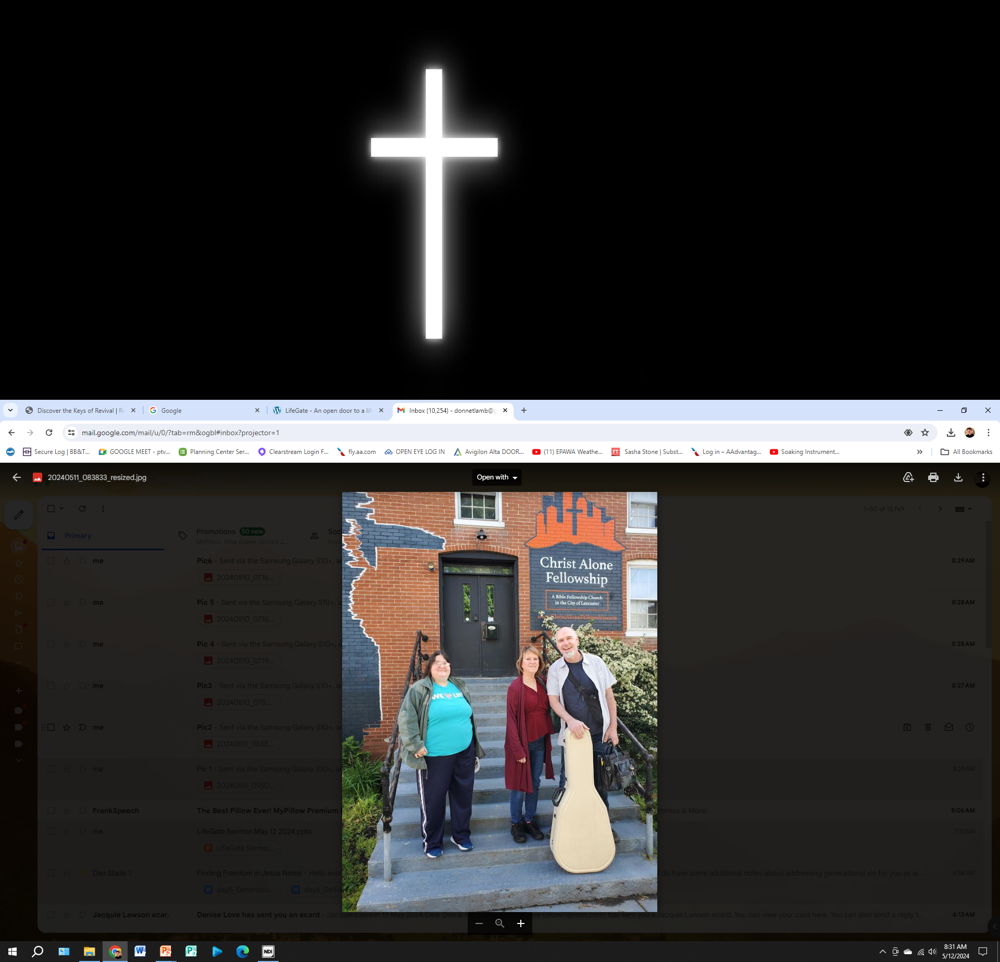 Discover the Keys of Revival | Re
Google
LifeGate - An open door to a lif
Inbox (10,254) - donnetlamb@g
mail.google.com/mail/u/0/?tab=rm&ogbl#inbox?projector=1
Secure Log | BB&T...
GOOGLE MEET - ptv...
Planning Center Ser...
Clearstream Login F...
fly.aa.com
OPEN EYE LOG IN
Avigilon Alta DOOR...
(11) EPAWA Weathe...
FT
Sasha Stone | Subst...
Log in – AAdvantag...
Soaking Instrument...
All Bookmarks
20240511_083833_resized.jpg
Open with
1–50 of 13,769
Primary
Promotions 50 new
MyPillow, Mike Evans, Donald J. ...
Soc
Kara
me Pic6 - Sent via the Samsung Galaxy S10+, a 8:29 AM
20240510_0716...
me Pic 5 - Sent via the Samsung Galaxy S10+, a 8:28 AM
20240510_0716...
me Pic 4 - Sent via the Samsung Galaxy S10+, a 8:28 AM
20240510_0719...
me Pic3 - Sent via the Samsung Galaxy S10+, a 8:27 AM
20240510_075...
me Pic2 - Sent via the Samsung Galaxy S10+, a
20240511_0838...
me Pic 1 - Sent via the Samsung Galaxy S10+, a 8:25 AM
20240511_0950...
FrankSpeech The Best Pillow Ever! MyPillow Premium mmies & More! 8:06 AM
me LifeGate Sermon May 12 2024.pptx 7:51 AM
LifeGate Sermo...
Dan Slade 2 Finding Freedom in Jesus Notes - Hello ever do have some additional notes about addressing generational sin for you as w... 6:56 AM
day5_Generatio...
day6_Delive
Jacquie Lawson ecar. Denise Love has sent you an ecard - Jacquie Lawson 12 May 2024 Dear Don & (dlove7@msn.com) has sent you a Jacquie Lawson ecard. You can view your card here. You can also send a reply t... 4:13 AM
Christ Alone
Fellowship
A Bible Fellowship Church
in the City of Lancaster
www.ChristAloneFellowship.com
WE LIFE
NDI
8:31 AM
5/12/2024